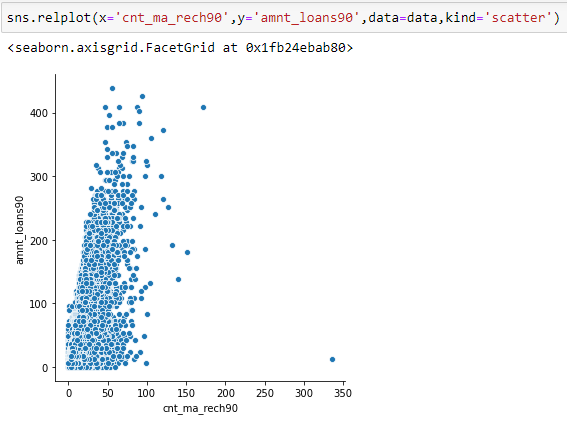 sns.relplot(x='cnt_ma_rech90',y='amnt_loans90',data=data,kind='scatter')
<seaborn.axisgrid.FacetGrid at 0x1fb24ebab80>
400
300
200
100
0
amnt_loans90
0 50 100 150 200 250 300 350
cnt_ma_rech90